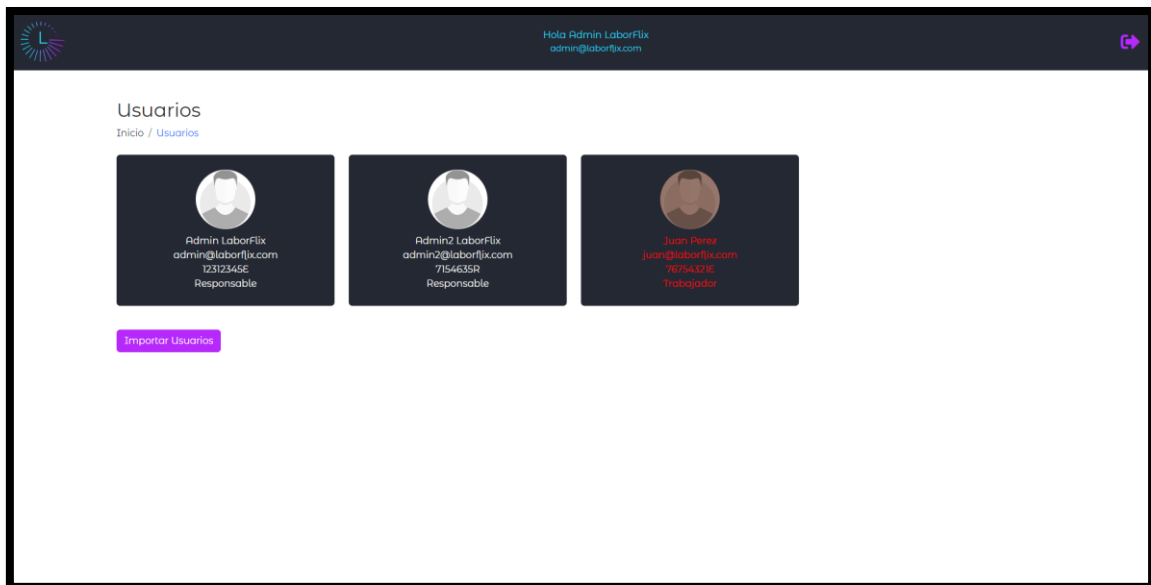 L
Hola Admin LaborFlix
admin@laborflix.com
Usuarios
Inicio / Usuarios
Admin LaborFlix
admin@laborflix.com
12312345E
Responsable
Admin2 LaborFlix
admin2@laborflix.com
7154635R
Responsable
Juan Perez
juan@laborflix.com
76754321E
Trabajador
Importar Usuarios